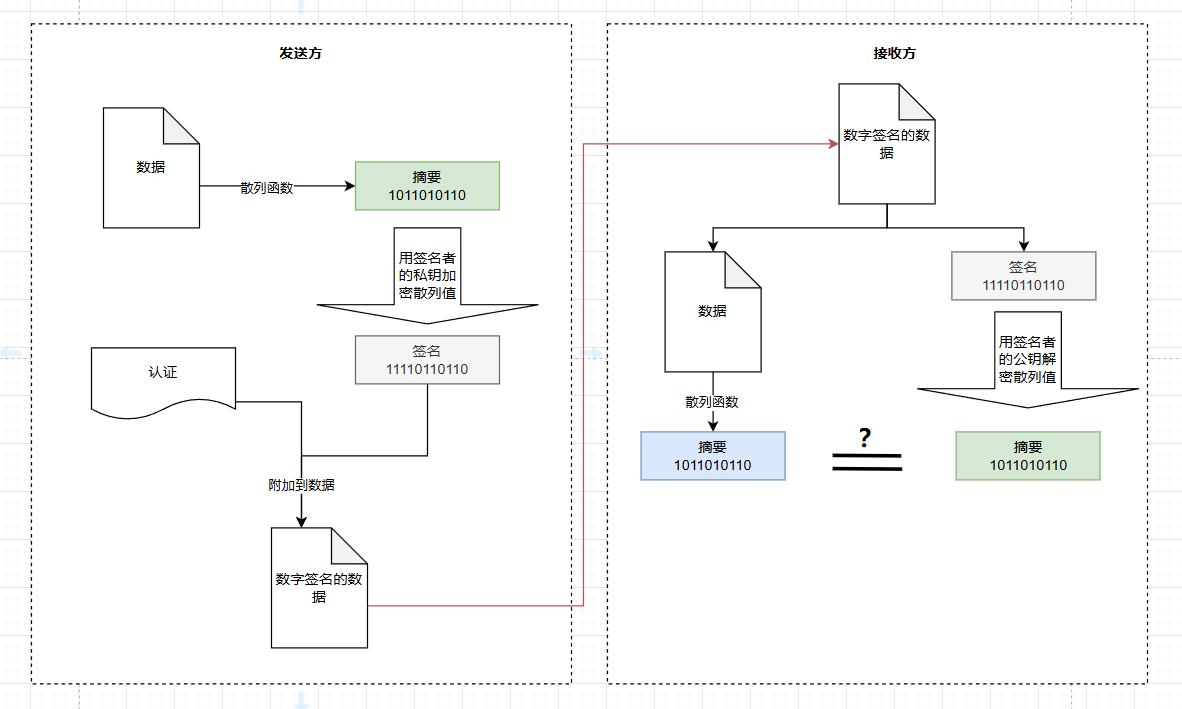 发送方
数据
散列函数
摘要
1011010110
用签名者
的私钥加
密散列值
签名
11110110110
认证
附加到数据
数字签名的数
据
接收方
数字签名的数
据
数据
签名
11110110110
用签名者
的公钥解
密散列值
散列函数
摘要
1011010110
?
摘要
1011010110